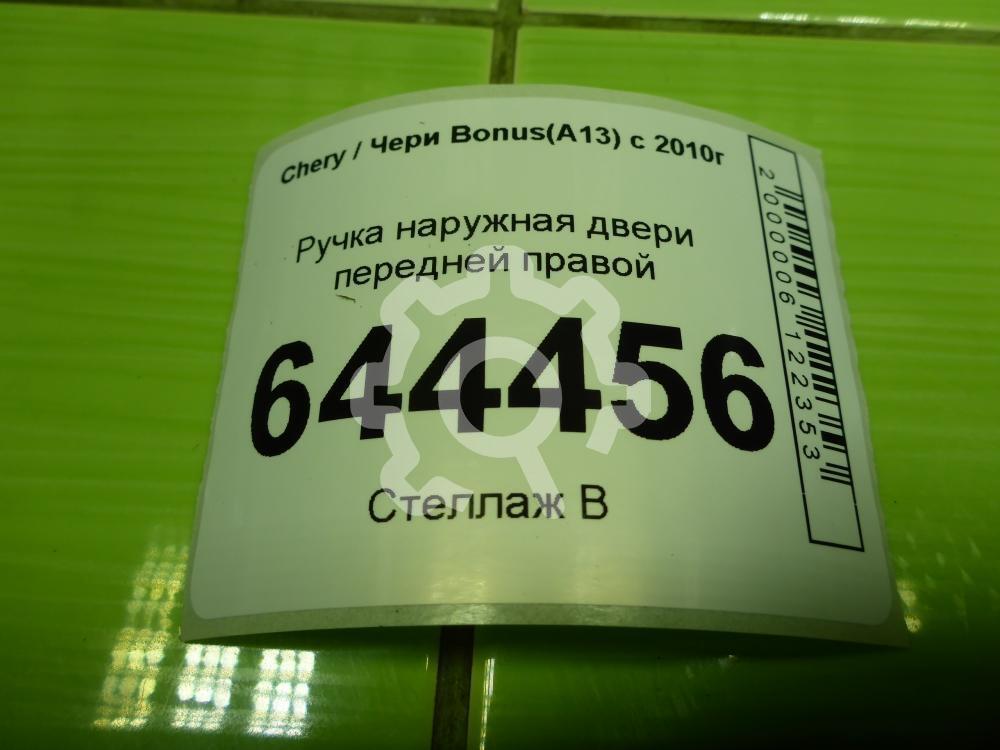 Chery / Чери Bonus(A13) с 2010г
Ручка наружная двери
передней правой
644456
Стеллаж В
2000006122353